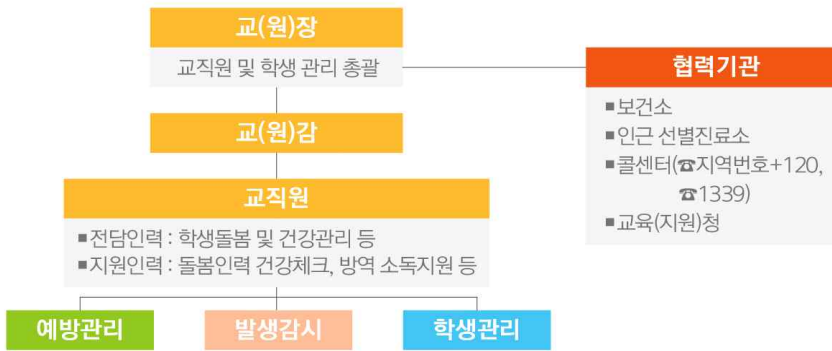 교(원)장
교직원 및 학생 관리 총괄
협력기관
■보건소
■인근 선별진료소
■콜센터(☎지역번호+120,
☎1339)
■교육(지원)청
교(원)감
교직원
■전담인력 : 학생돌봄 및 건강관리 등
■지원인력 : 돌봄인력 건강체크, 방역 소독지원 등
예방관리
발생감시
학생관리